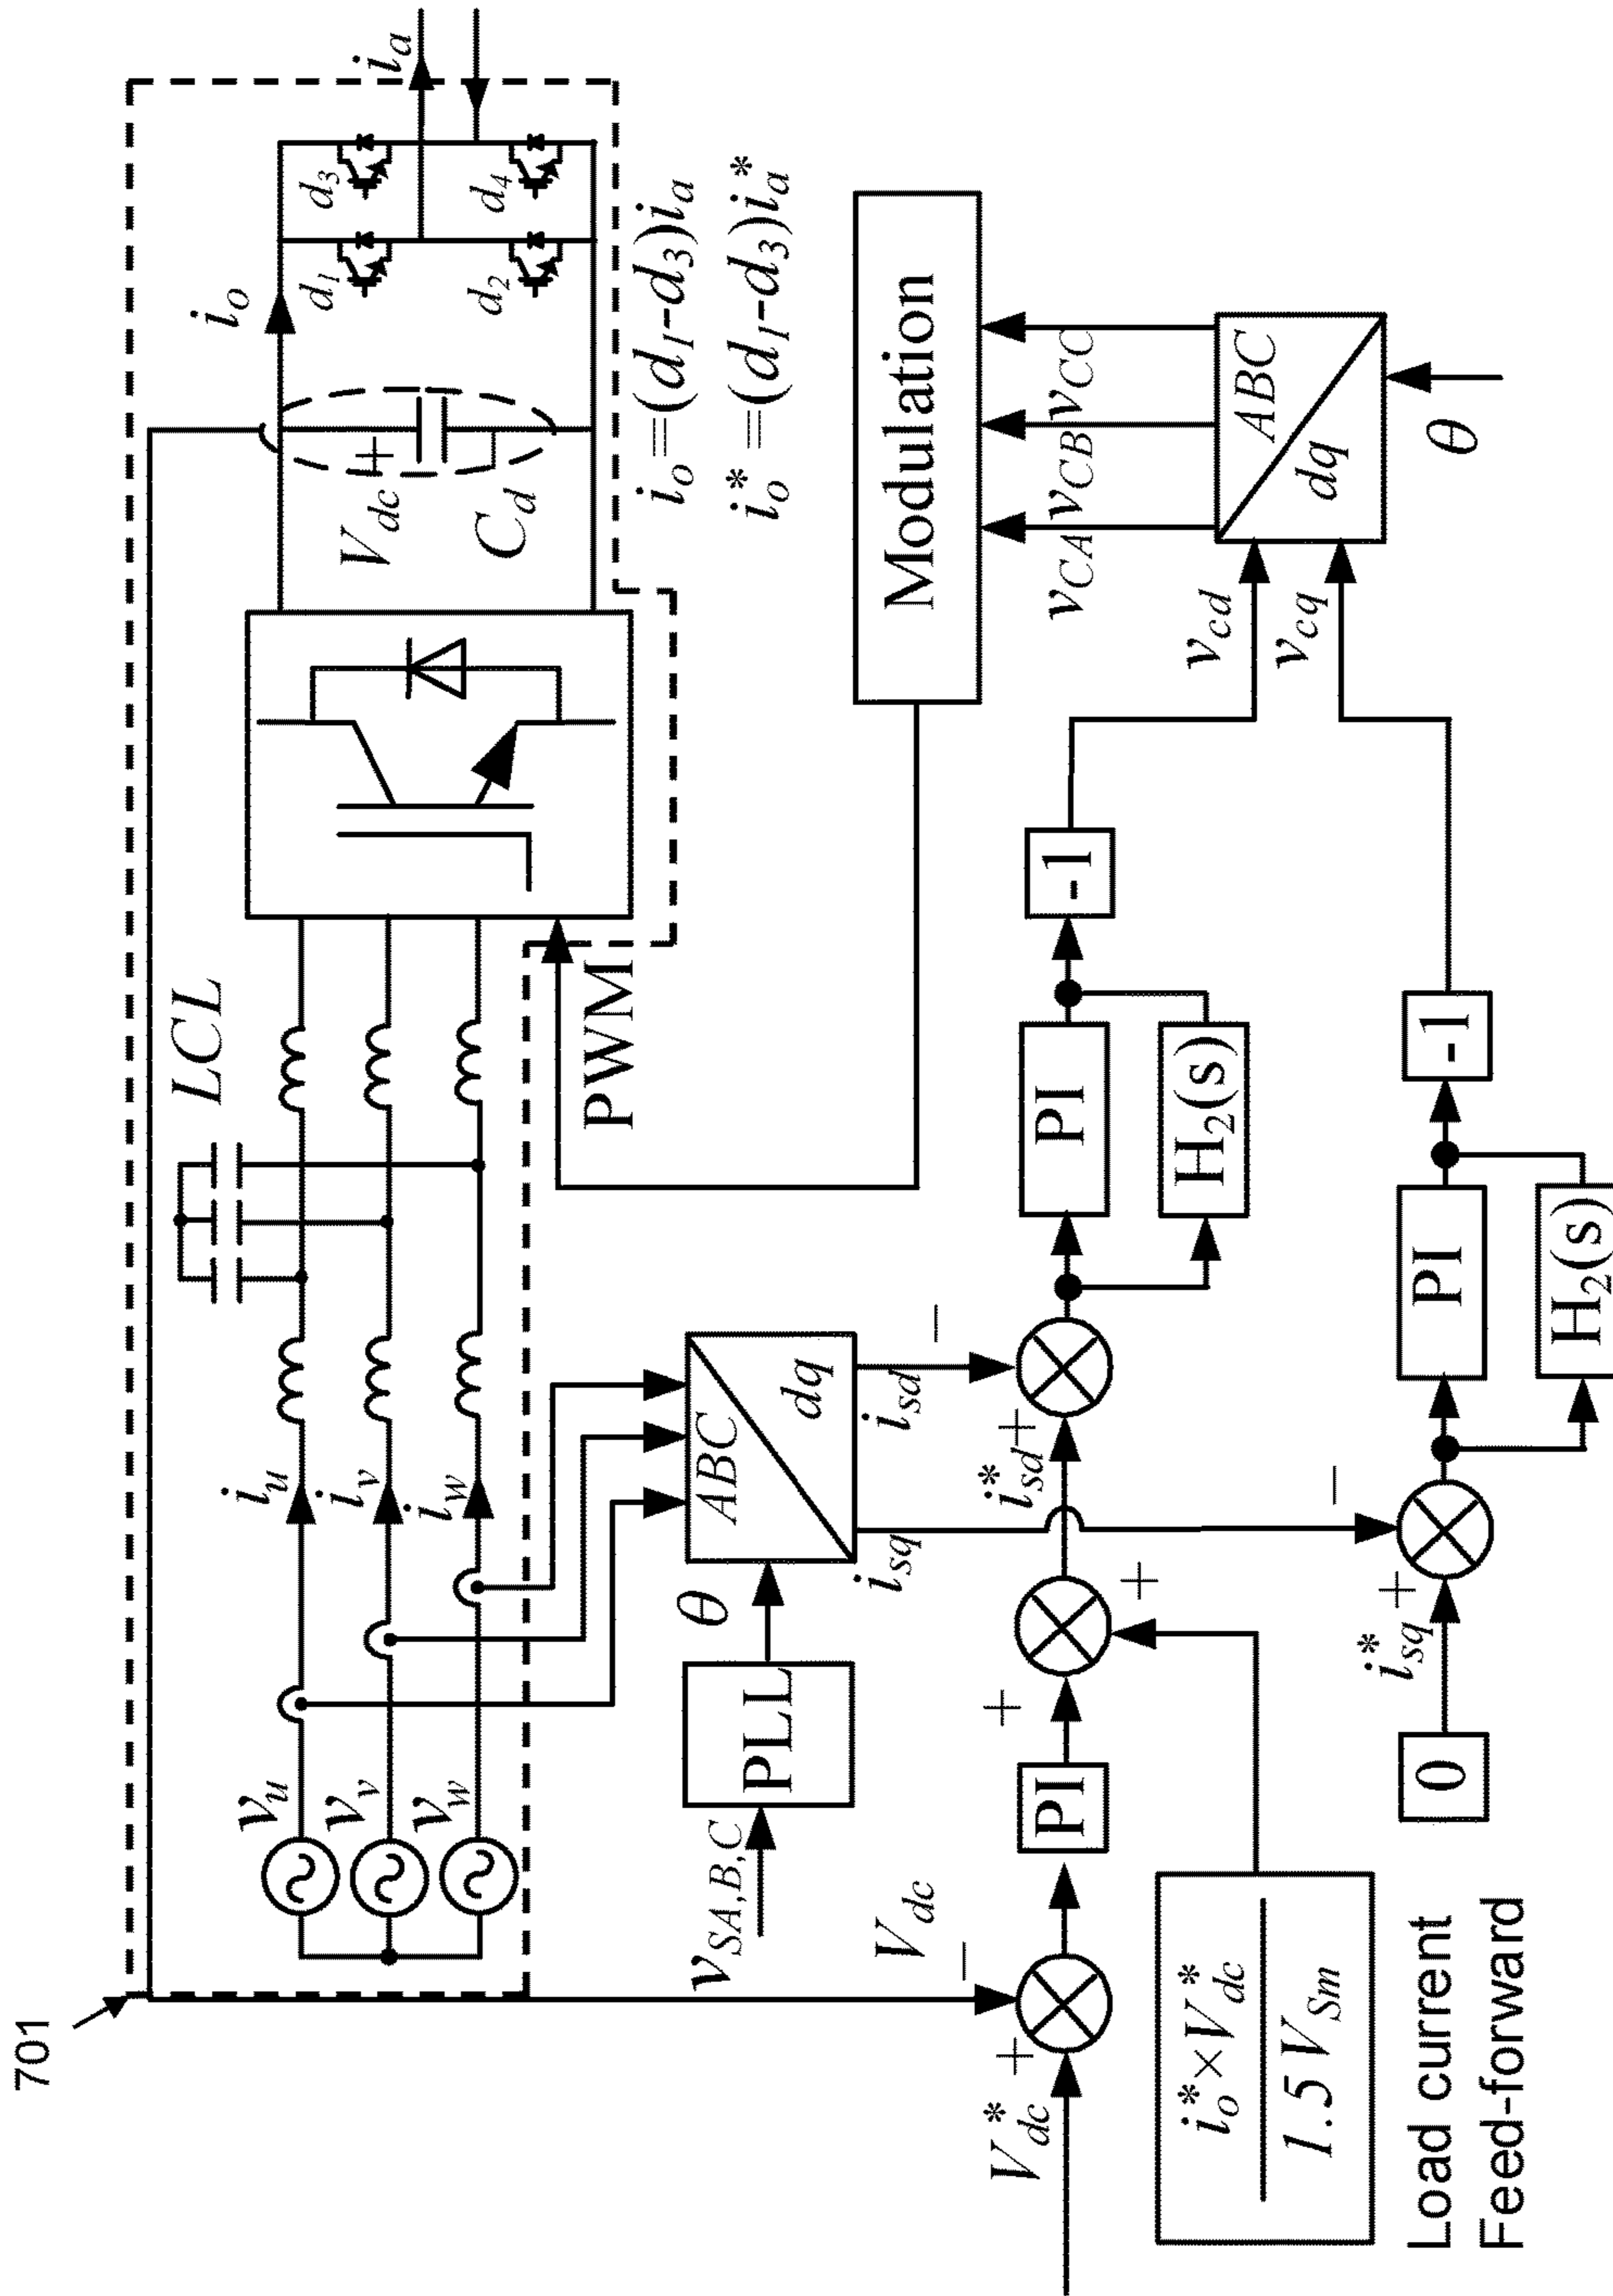 701
v_u
v_v
v_w
i_u
i_v
i_w
LCL
PWM
V_dc
+
−
C_d
i_o
d_1
d_2
d_3
d_4
i_a
i_o=(d_1-d_3)i_a
i_o^*=(d_1-d_3)i_a^*
v_SA,B,C
PLL
θ
ABC
dq
i_sd
i_sq
Modulation
v_CA
v_CB
v_CC
ABC
dq
θ
v_cd
v_cq
V_dc^*
+
−
V_dc
PI
+
+
i_sd^*
+
−
PI
H_2(s)
-1
i_o^*×V_dc^*
1.5V_Sm
Load current
Feed-forward
0
i_sq^*
+
−
PI
H_2(s)
-1